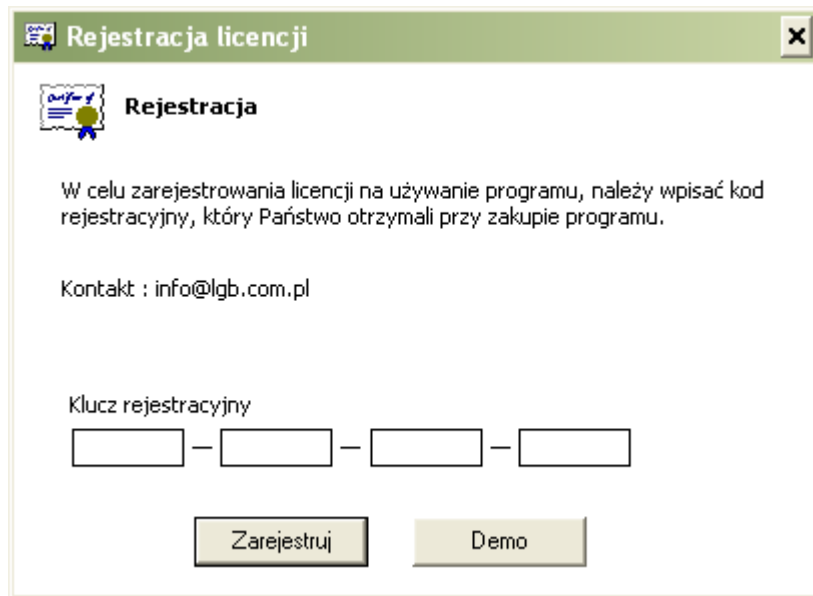 Rejestracja licencji
Rejestracja
W celu zarejestrowania licencji na używanie programu, należy wpisać kod
rejestracyjny, który Państwo otrzymali przy zakupie programu.
Kontakt : info@lgb.com.pl
Klucz rejestracyjny
Zarejestruj Demo